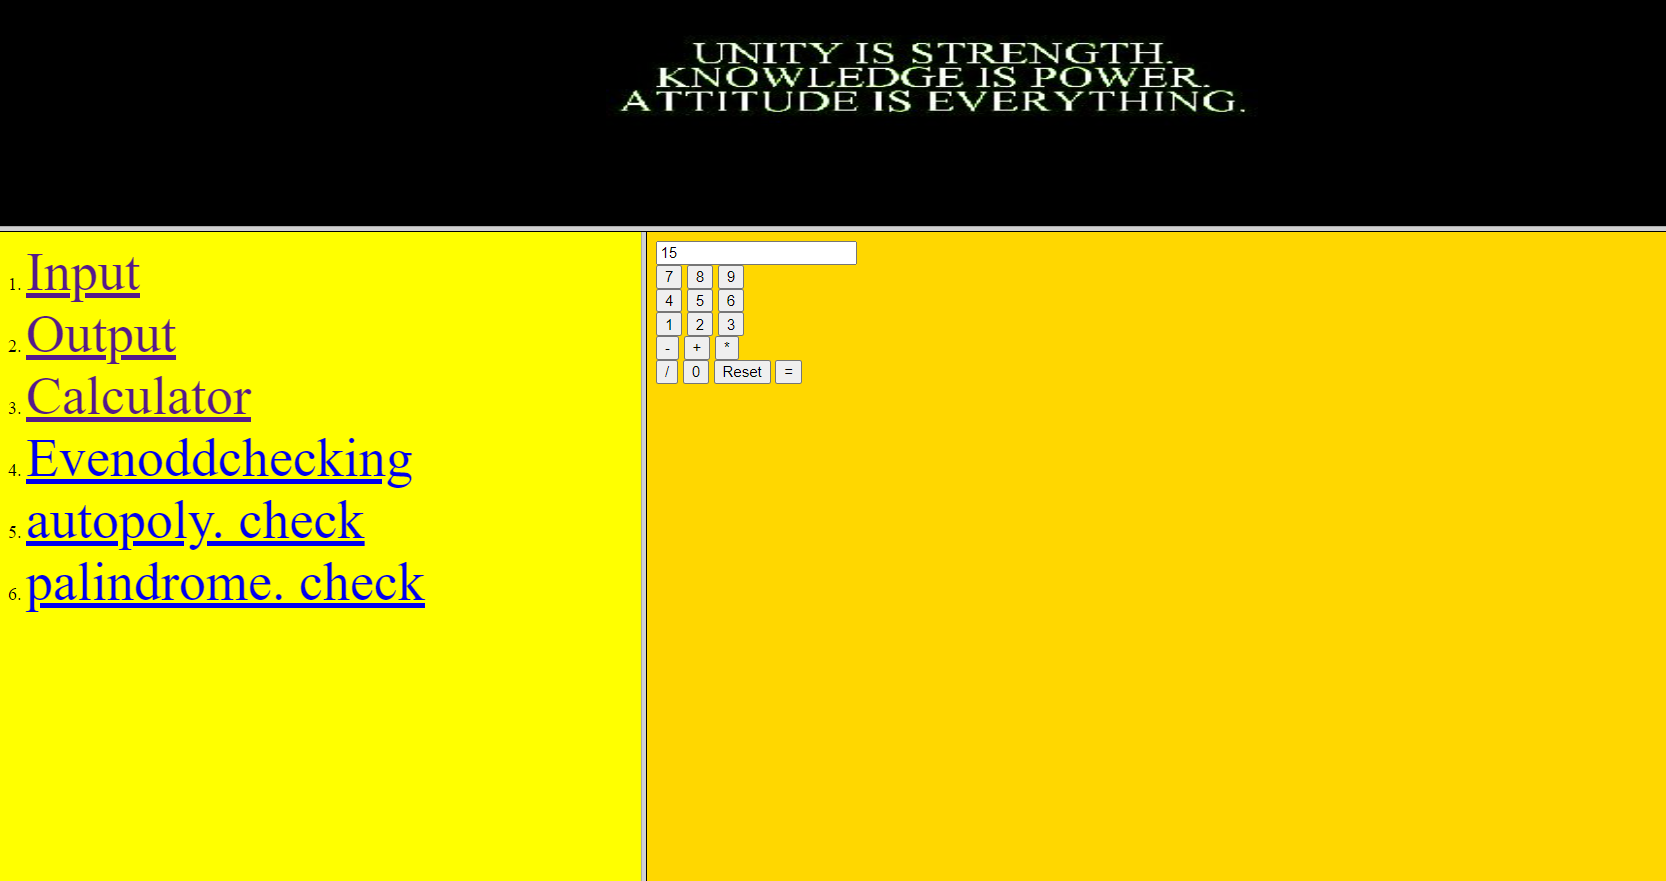 UNITY IS STRENGTH.
KNOWLEDGE IS POWER.
ATTITUDE IS EVERYTHING.
1. Input
2. Output
3. Calculator
4. Evenoddchecking
5. autopoly. check
6. palindrome. check
15
7 8 9
4 5 6
1 2 3
- + *
/ 0 Reset =